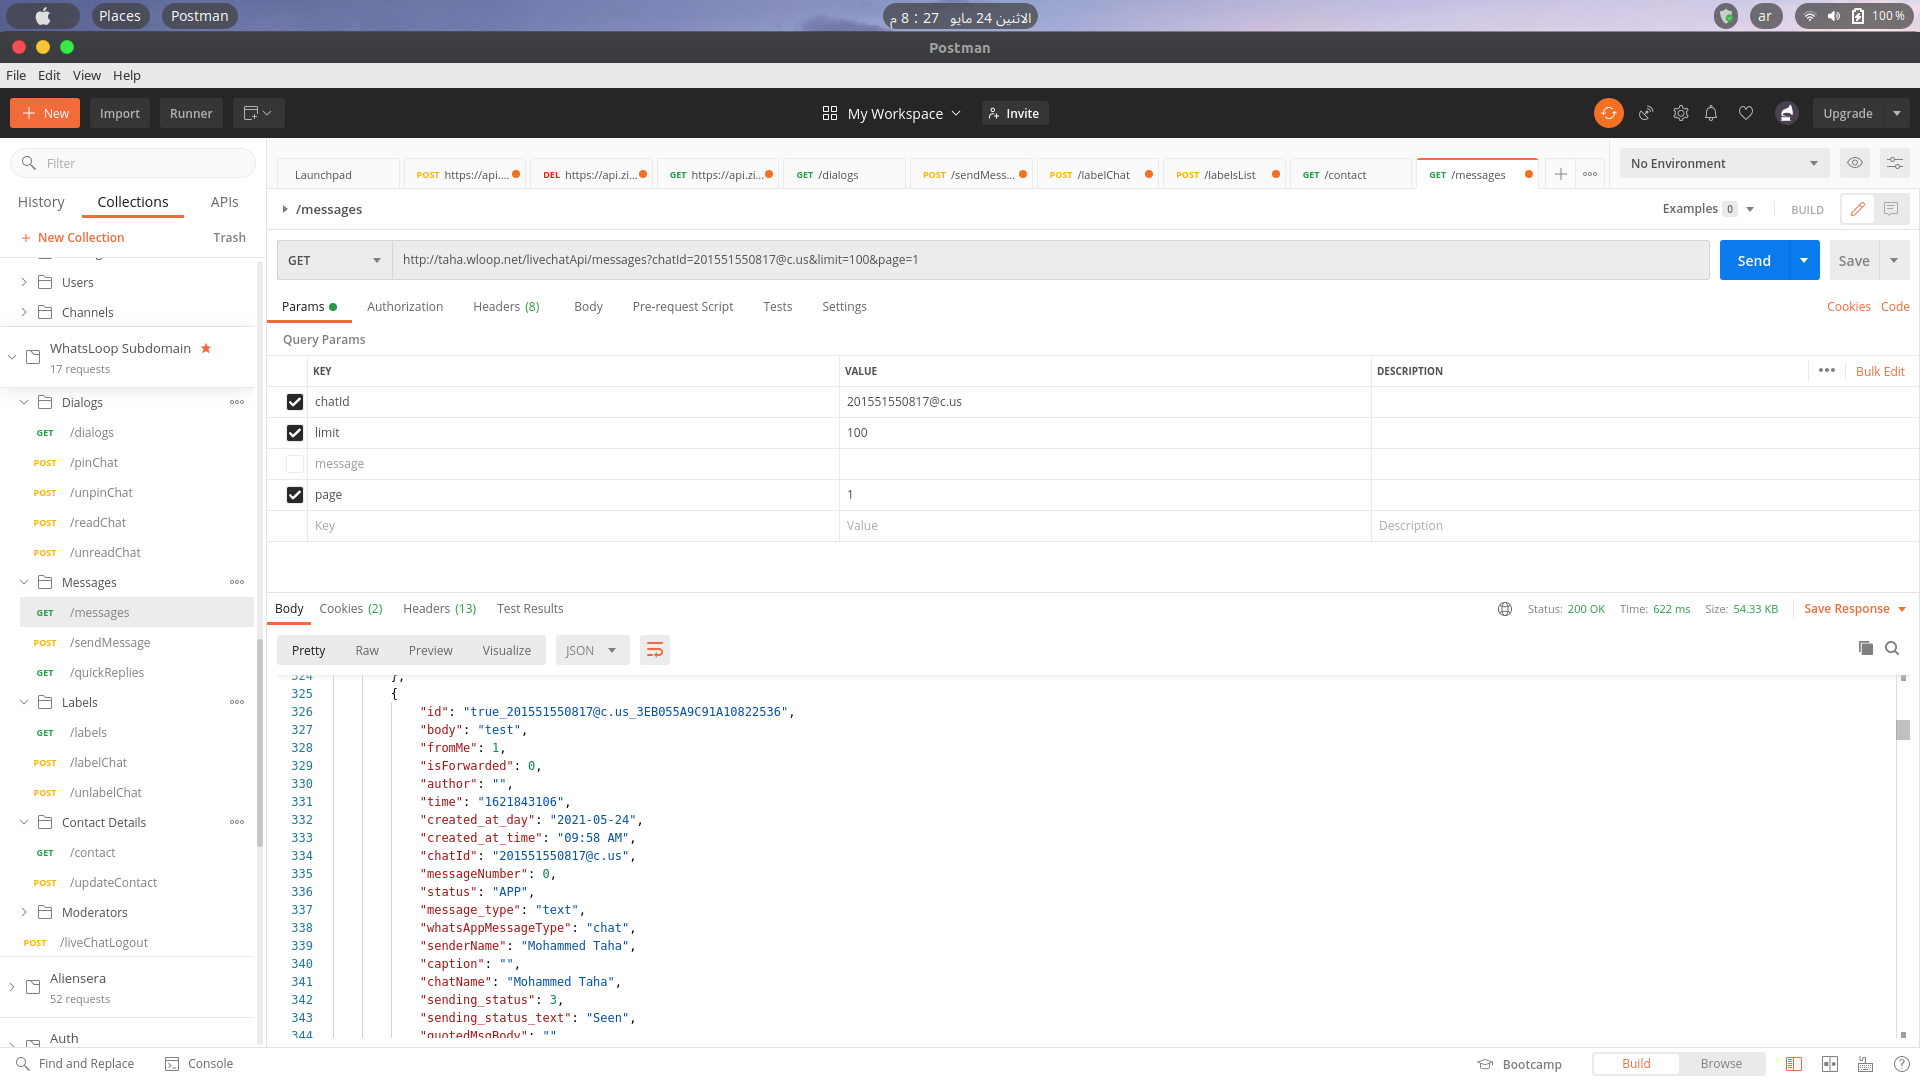 Places Postman
الاثنين 24 مايو 27 : 8 م
ar 100 %
Postman
File Edit View Help
New Import Runner
My Workspace Invite
Upgrade
Filter
History Collections APIs
New Collection Trash
Users
Channels
WhatsLoop Subdomain
17 requests
Dialogs
GET /dialogs
POST /pinChat
POST /unpinChat
POST /readChat
POST /unreadChat
Messages
GET /messages
POST /sendMessage
GET /quickReplies
Labels
GET /labels
POST /labelChat
POST /unlabelChat
Contact Details
GET /contact
POST /updateContact
Moderators
POST /liveChatLogout
Aliensera
52 requests
Auth
Launchpad POST https://api.... DEL https://api.zi... GET https://api.zi... GET /dialogs POST /sendMess... POST /labelChat POST /labelsList GET /contact GET /messages
No Environment
/messages
Examples 0 BUILD
GET http://taha.wloop.net/livechatApi/messages?chatId=201551550817@c.us&limit=100&page=1
Send Save
Params Authorization Headers (8) Body Pre-request Script Tests Settings
Cookies Code
Query Params
KEY VALUE DESCRIPTION
Bulk Edit
chatId 201551550817@c.us
limit 100
message
page 1
Key Value Description
Body Cookies (2) Headers (13) Test Results
Status: 200 OK Time: 622 ms Size: 54.33 KB Save Response
Pretty Raw Preview Visualize JSON
324 },
325 {
326 "id": "true_201551550817@c.us_3EB055A9C91A10822536",
327 "body": "test",
328 "fromMe": 1,
329 "isForwarded": 0,
330 "author": "",
331 "time": "1621843106",
332 "created_at_day": "2021-05-24",
333 "created_at_time": "09:58 AM",
334 "chatId": "201551550817@c.us",
335 "messageNumber": 0,
336 "status": "APP",
337 "message_type": "text",
338 "whatsAppMessageType": "chat",
339 "senderName": "Mohammed Taha",
340 "caption": "",
341 "chatName": "Mohammed Taha",
342 "sending_status": 3,
343 "sending_status_text": "Seen",
344 "quotedMsgBody": ""
Find and Replace Console
Bootcamp Build Browse